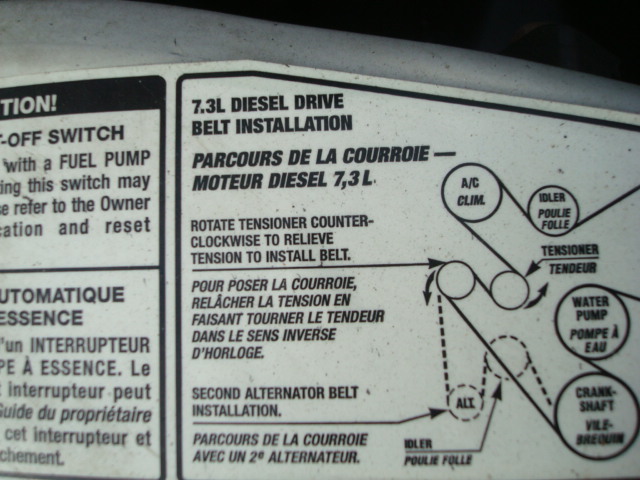 TION!
-OFF SWITCH
with a FUEL PUMP
ing this switch may
se refer to the Owner
cation and reset
UTOMATIQUE
ESSENCE
'un INTERRUPTEUR
PE À ESSENCE. Le
t interrupteur peut
Guide du propriétaire
cet interrupteur et
chement.
7.3L DIESEL DRIVE
BELT INSTALLATION
PARCOURS DE LA COURROIE —
MOTEUR DIESEL 7,3 L
ROTATE TENSIONER COUNTER-
CLOCKWISE TO RELIEVE
TENSION TO INSTALL BELT.
POUR POSER LA COURROIE,
RELÂCHER LA TENSION EN
FAISANT TOURNER LE TENDEUR
DANS LE SENS INVERSE
D'HORLOGE.
SECOND ALTERNATOR BELT
INSTALLATION.
PARCOURS DE LA COURROIE
AVEC UN 2e ALTERNATEUR.
A/C
CLIM.
IDLER
POULIE
FOLLE
TENSIONER
TENDEUR
WATER
PUMP
POMPE À
EAU
CRANK-
SHAFT
VILE-
BREQUIN
ALT.
IDLER
POULIE FOLLE